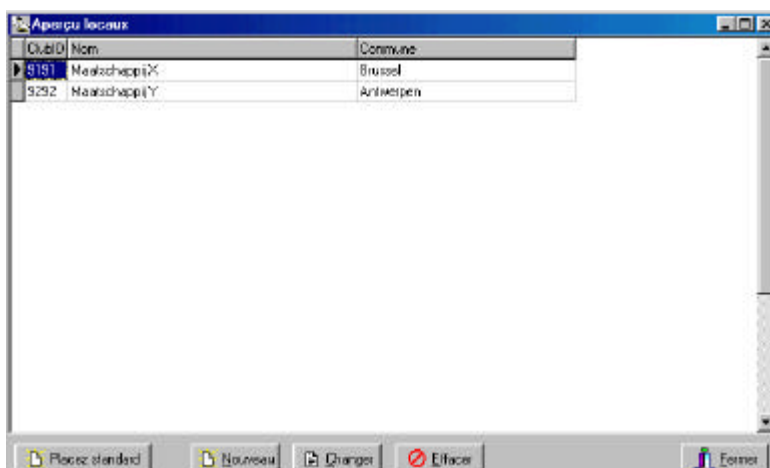 Aperçu locaux
ClubID Nom Commune
9191 MaatschappijX Brussel
9292 MaatschappijY Antwerpen
Placez standard Nouveau Changer Effacer Fermer